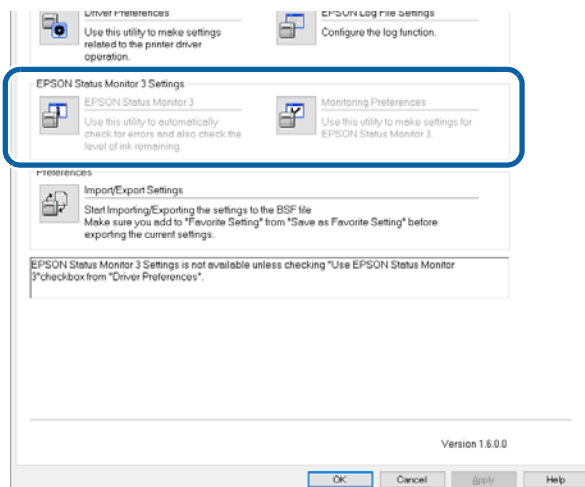 Driver Preferences
EPSON Log File Settings
Use this utility to make settings
related to the printer driver
operation.
Configure the log function.
EPSON Status Monitor 3 Settings
EPSON Status Monitor 3
Monitoring Preferences
Use this utility to automatically
check for errors and also check the
level of ink remaining.
Use this utility to make settings for
EPSON Status Monitor 3.
Preferences
Import/Export Settings
Start Importing/Exporting the settings to the BSF file
Make sure you add to "Favorite Setting" from "Save as Favorite Setting" before
exporting the current settings.
EPSON Status Monitor 3 Settings is not available unless checking "Use EPSON Status Monitor
3"checkbox from "Driver Preferences".
Version 1.6.0.0
OK
Cancel
Apply
Help